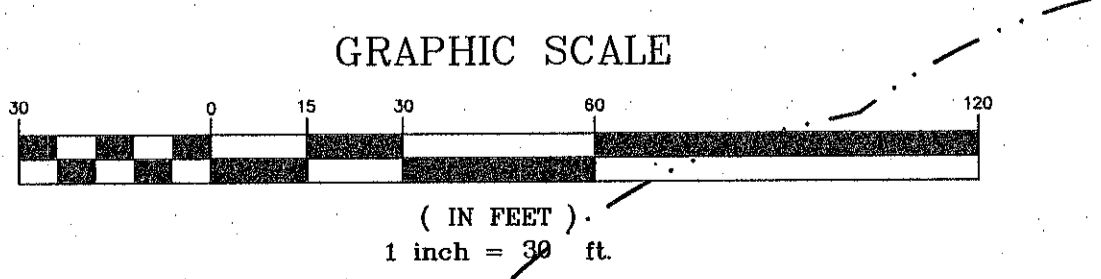 GRAPHIC SCALE
30 0 15 30 60 120
( IN FEET )
1 inch = 30 ft.